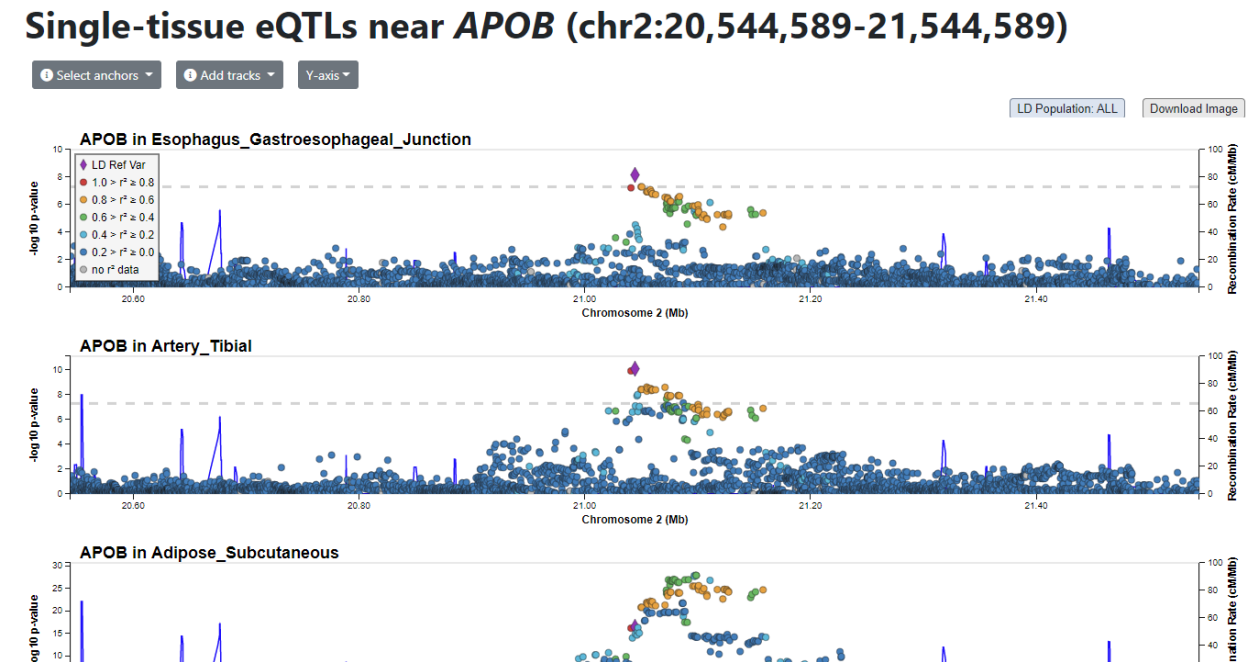 Single-tissue eQTLs near APOB (chr2:20,544,589-21,544,589)
Select anchors
Add tracks
Y-axis
LD Population: ALL
Download Image
APOB in Esophagus_Gastroesophageal_Junction
LD Ref Var
1.0 > r² ≥ 0.8
0.8 > r² ≥ 0.6
0.6 > r² ≥ 0.4
0.4 > r² ≥ 0.2
0.2 > r² ≥ 0.0
no r² data
10
8
6
4
2
0
-log10 p-value
100
80
60
40
20
0
Recombination Rate (cM/Mb)
20.60
20.80
21.00
21.20
21.40
Chromosome 2 (Mb)
APOB in Artery_Tibial
10
8
6
4
2
0
-log10 p-value
100
80
60
40
20
0
Recombination Rate (cM/Mb)
20.60
20.80
21.00
21.20
21.40
Chromosome 2 (Mb)
APOB in Adipose_Subcutaneous
30
25
20
15
10
og10 p-value
100
80
60
40
nation Rate (cM/Mb)